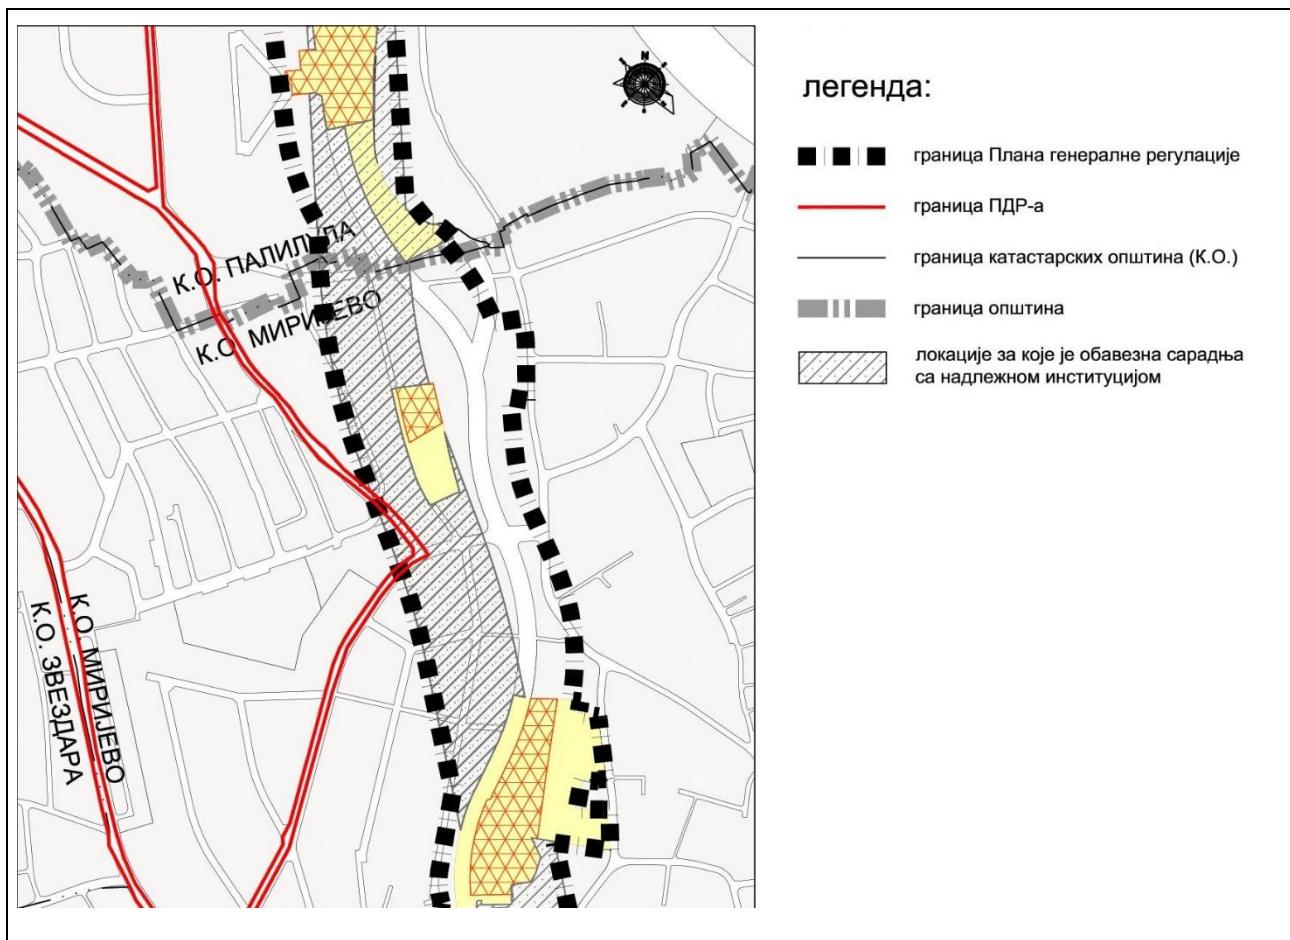 N
К.О. ПАЛИЛУЛА
К.О. МИРИЈЕВО
К.О. МИРИЈЕВО
К.О. ЗВЕЗДАРА
легенда:
граница Плана генералне регулације
граница ПДР-а
граница катастарских општина (К.О.)
граница општина
локације за које је обавезна сарадња
са надлежном институцијом